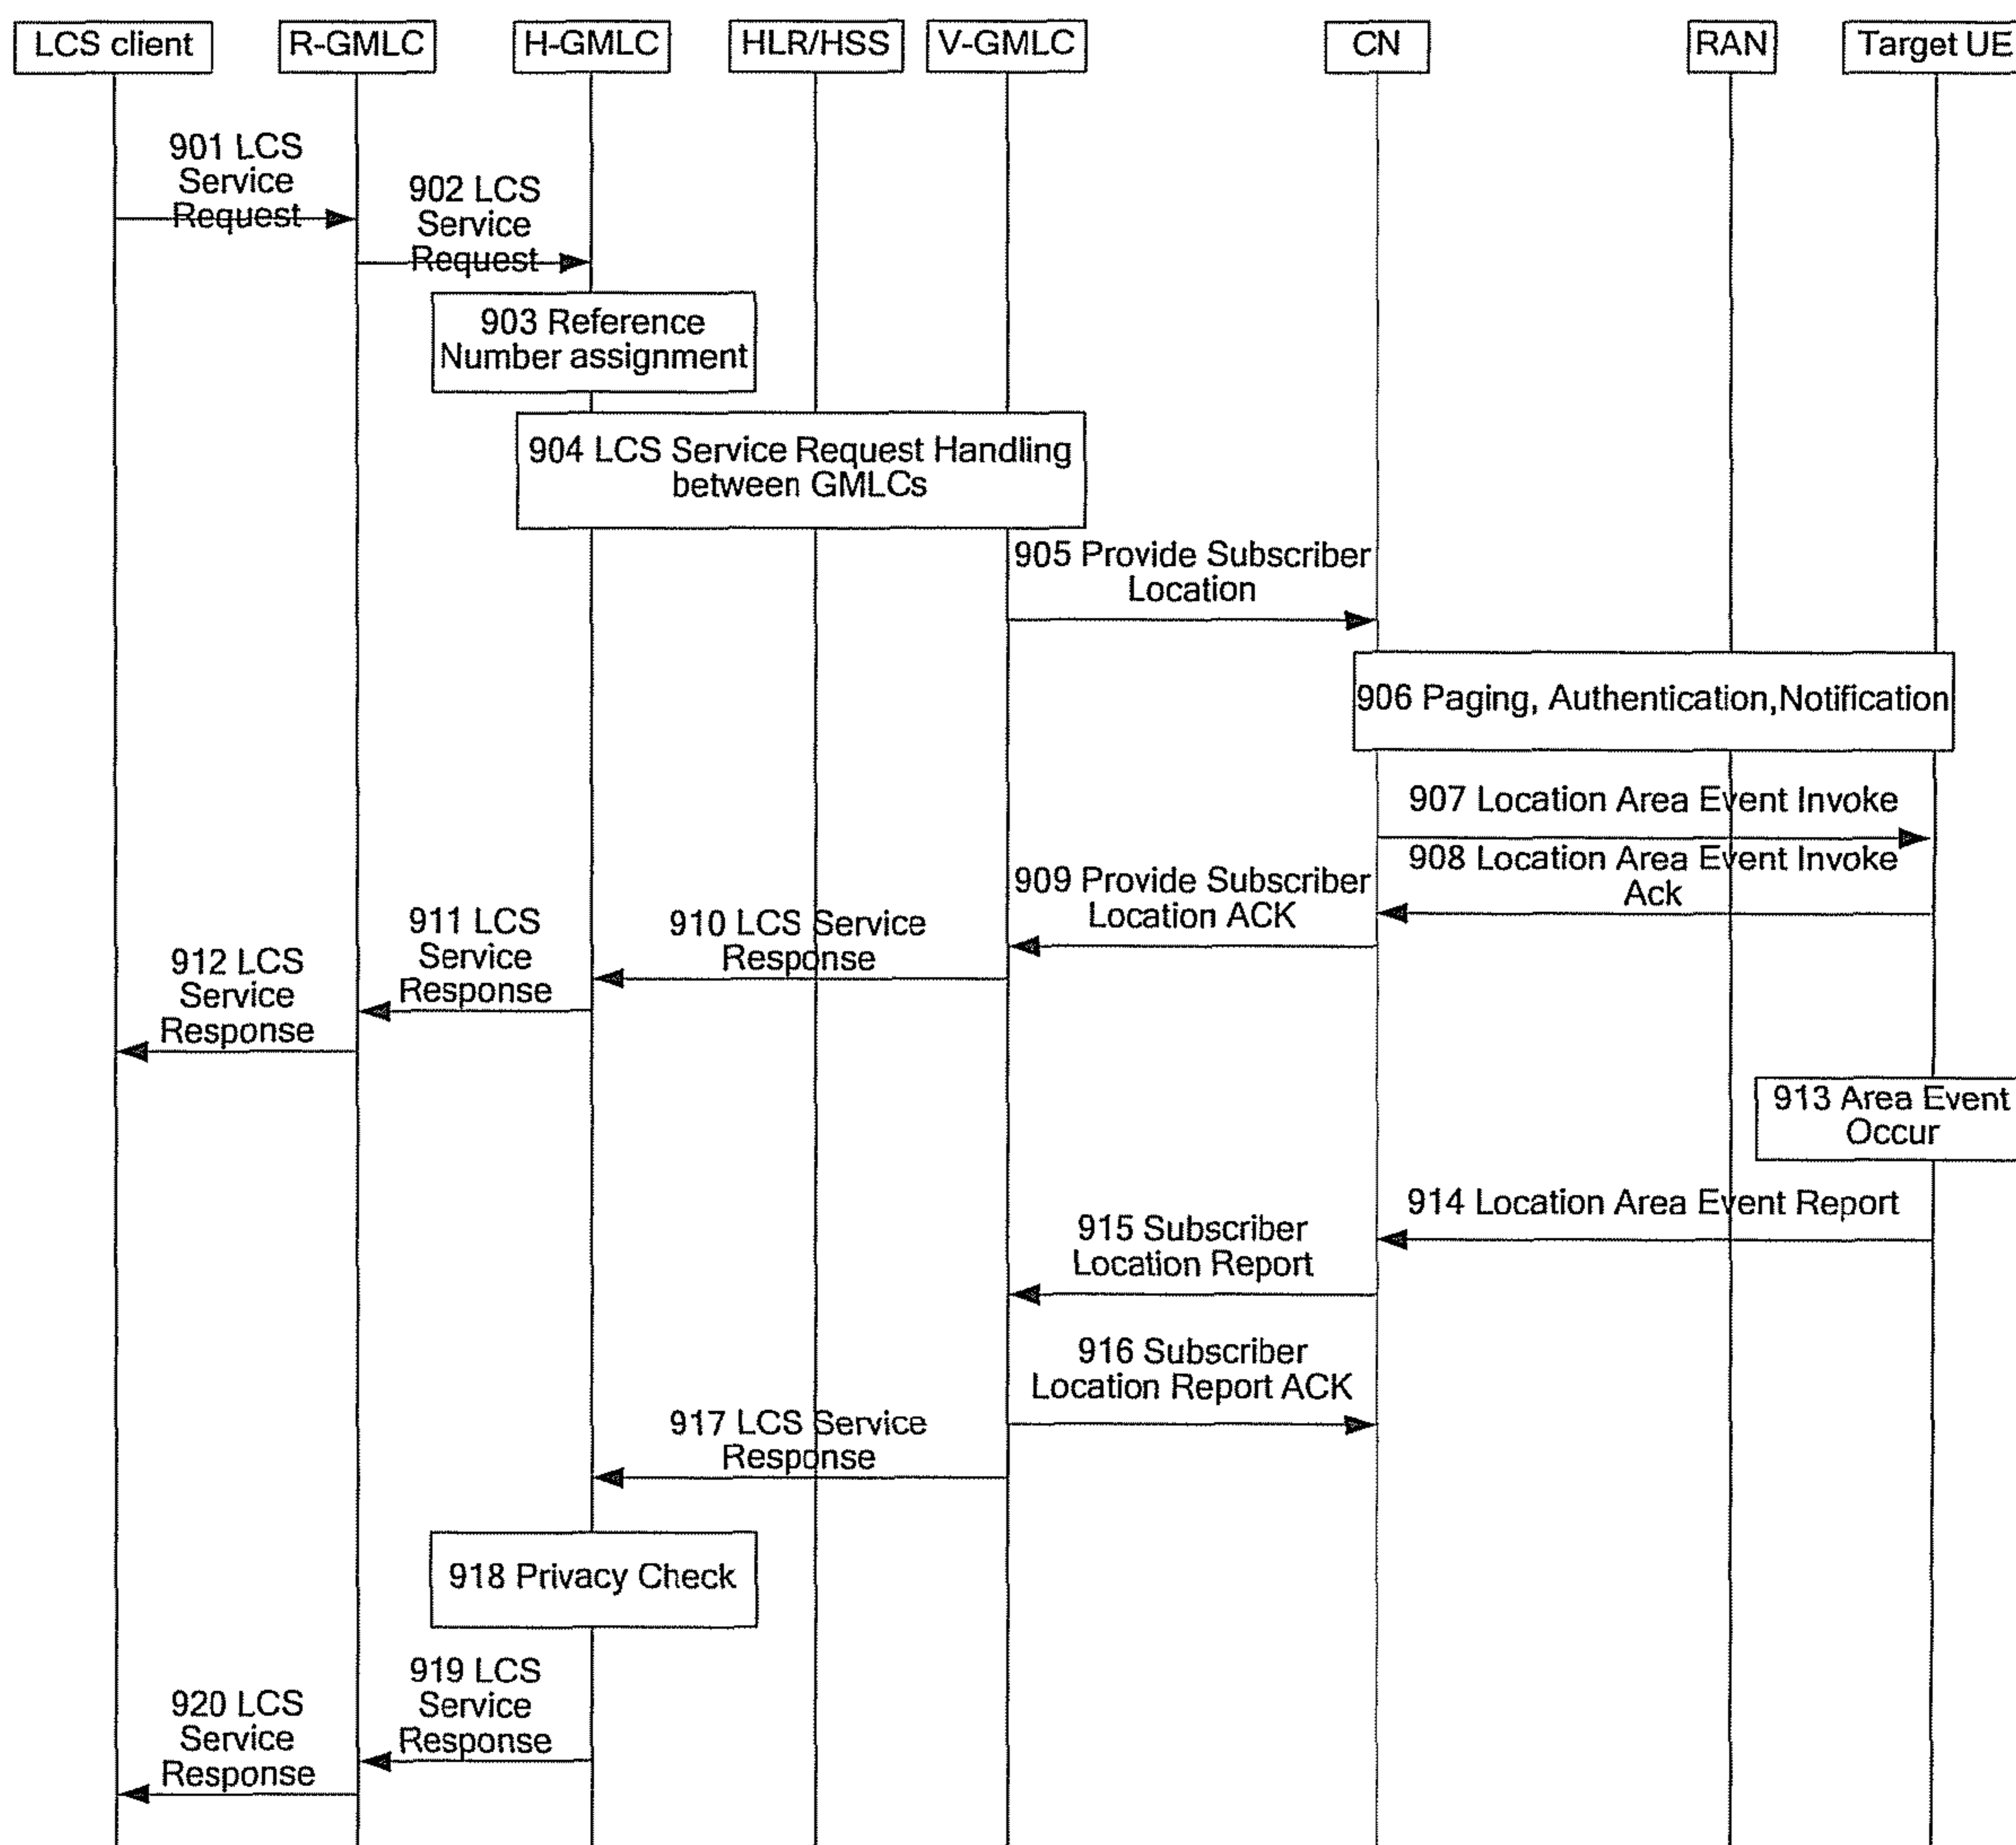 LCS client
R-GMLC
H-GMLC
HLR/HSS
V-GMLC
CN
RAN
Target UE
901 LCS
Service
Request
902 LCS
Service
Request
903 Reference
Number assignment
904 LCS Service Request Handling
between GMLCs
905 Provide Subscriber
Location
906 Paging, Authentication,Notification
907 Location Area Event Invoke
908 Location Area Event Invoke
Ack
909 Provide Subscriber
Location ACK
910 LCS Service
Response
911 LCS
Service
Response
912 LCS
Service
Response
913 Area Event
Occur
914 Location Area Event Report
915 Subscriber
Location Report
916 Subscriber
Location Report ACK
917 LCS Service
Response
918 Privacy Check
919 LCS
Service
Response
920 LCS
Service
Response